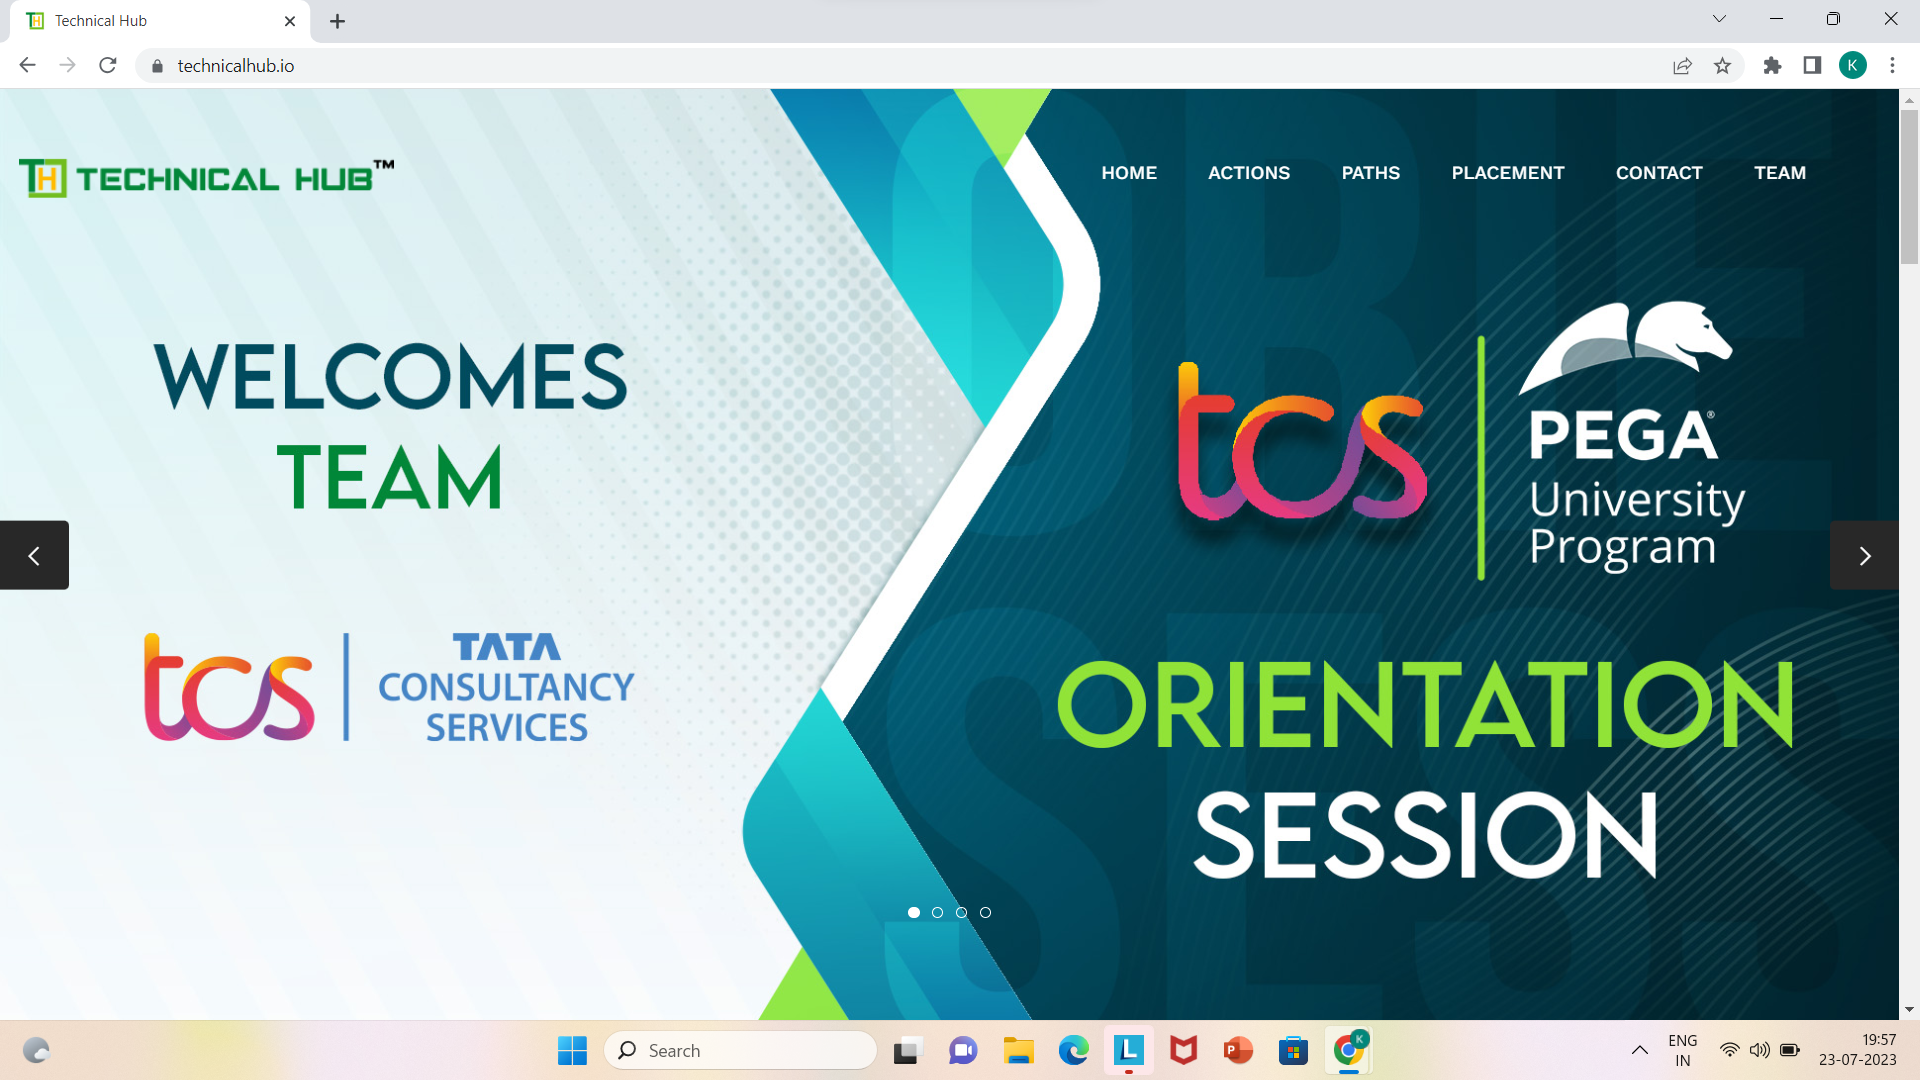 Technical Hub
technicalhub.io
K
TH TECHNICAL HUB™
HOME ACTIONS PATHS PLACEMENT CONTACT TEAM
WELCOMES
TEAM
tcs
TATA
CONSULTANCY
SERVICES
tcs
PEGA®
University
Program
ORIENTATION
SESSION
Search
ENG
IN
19:57
23-07-2023